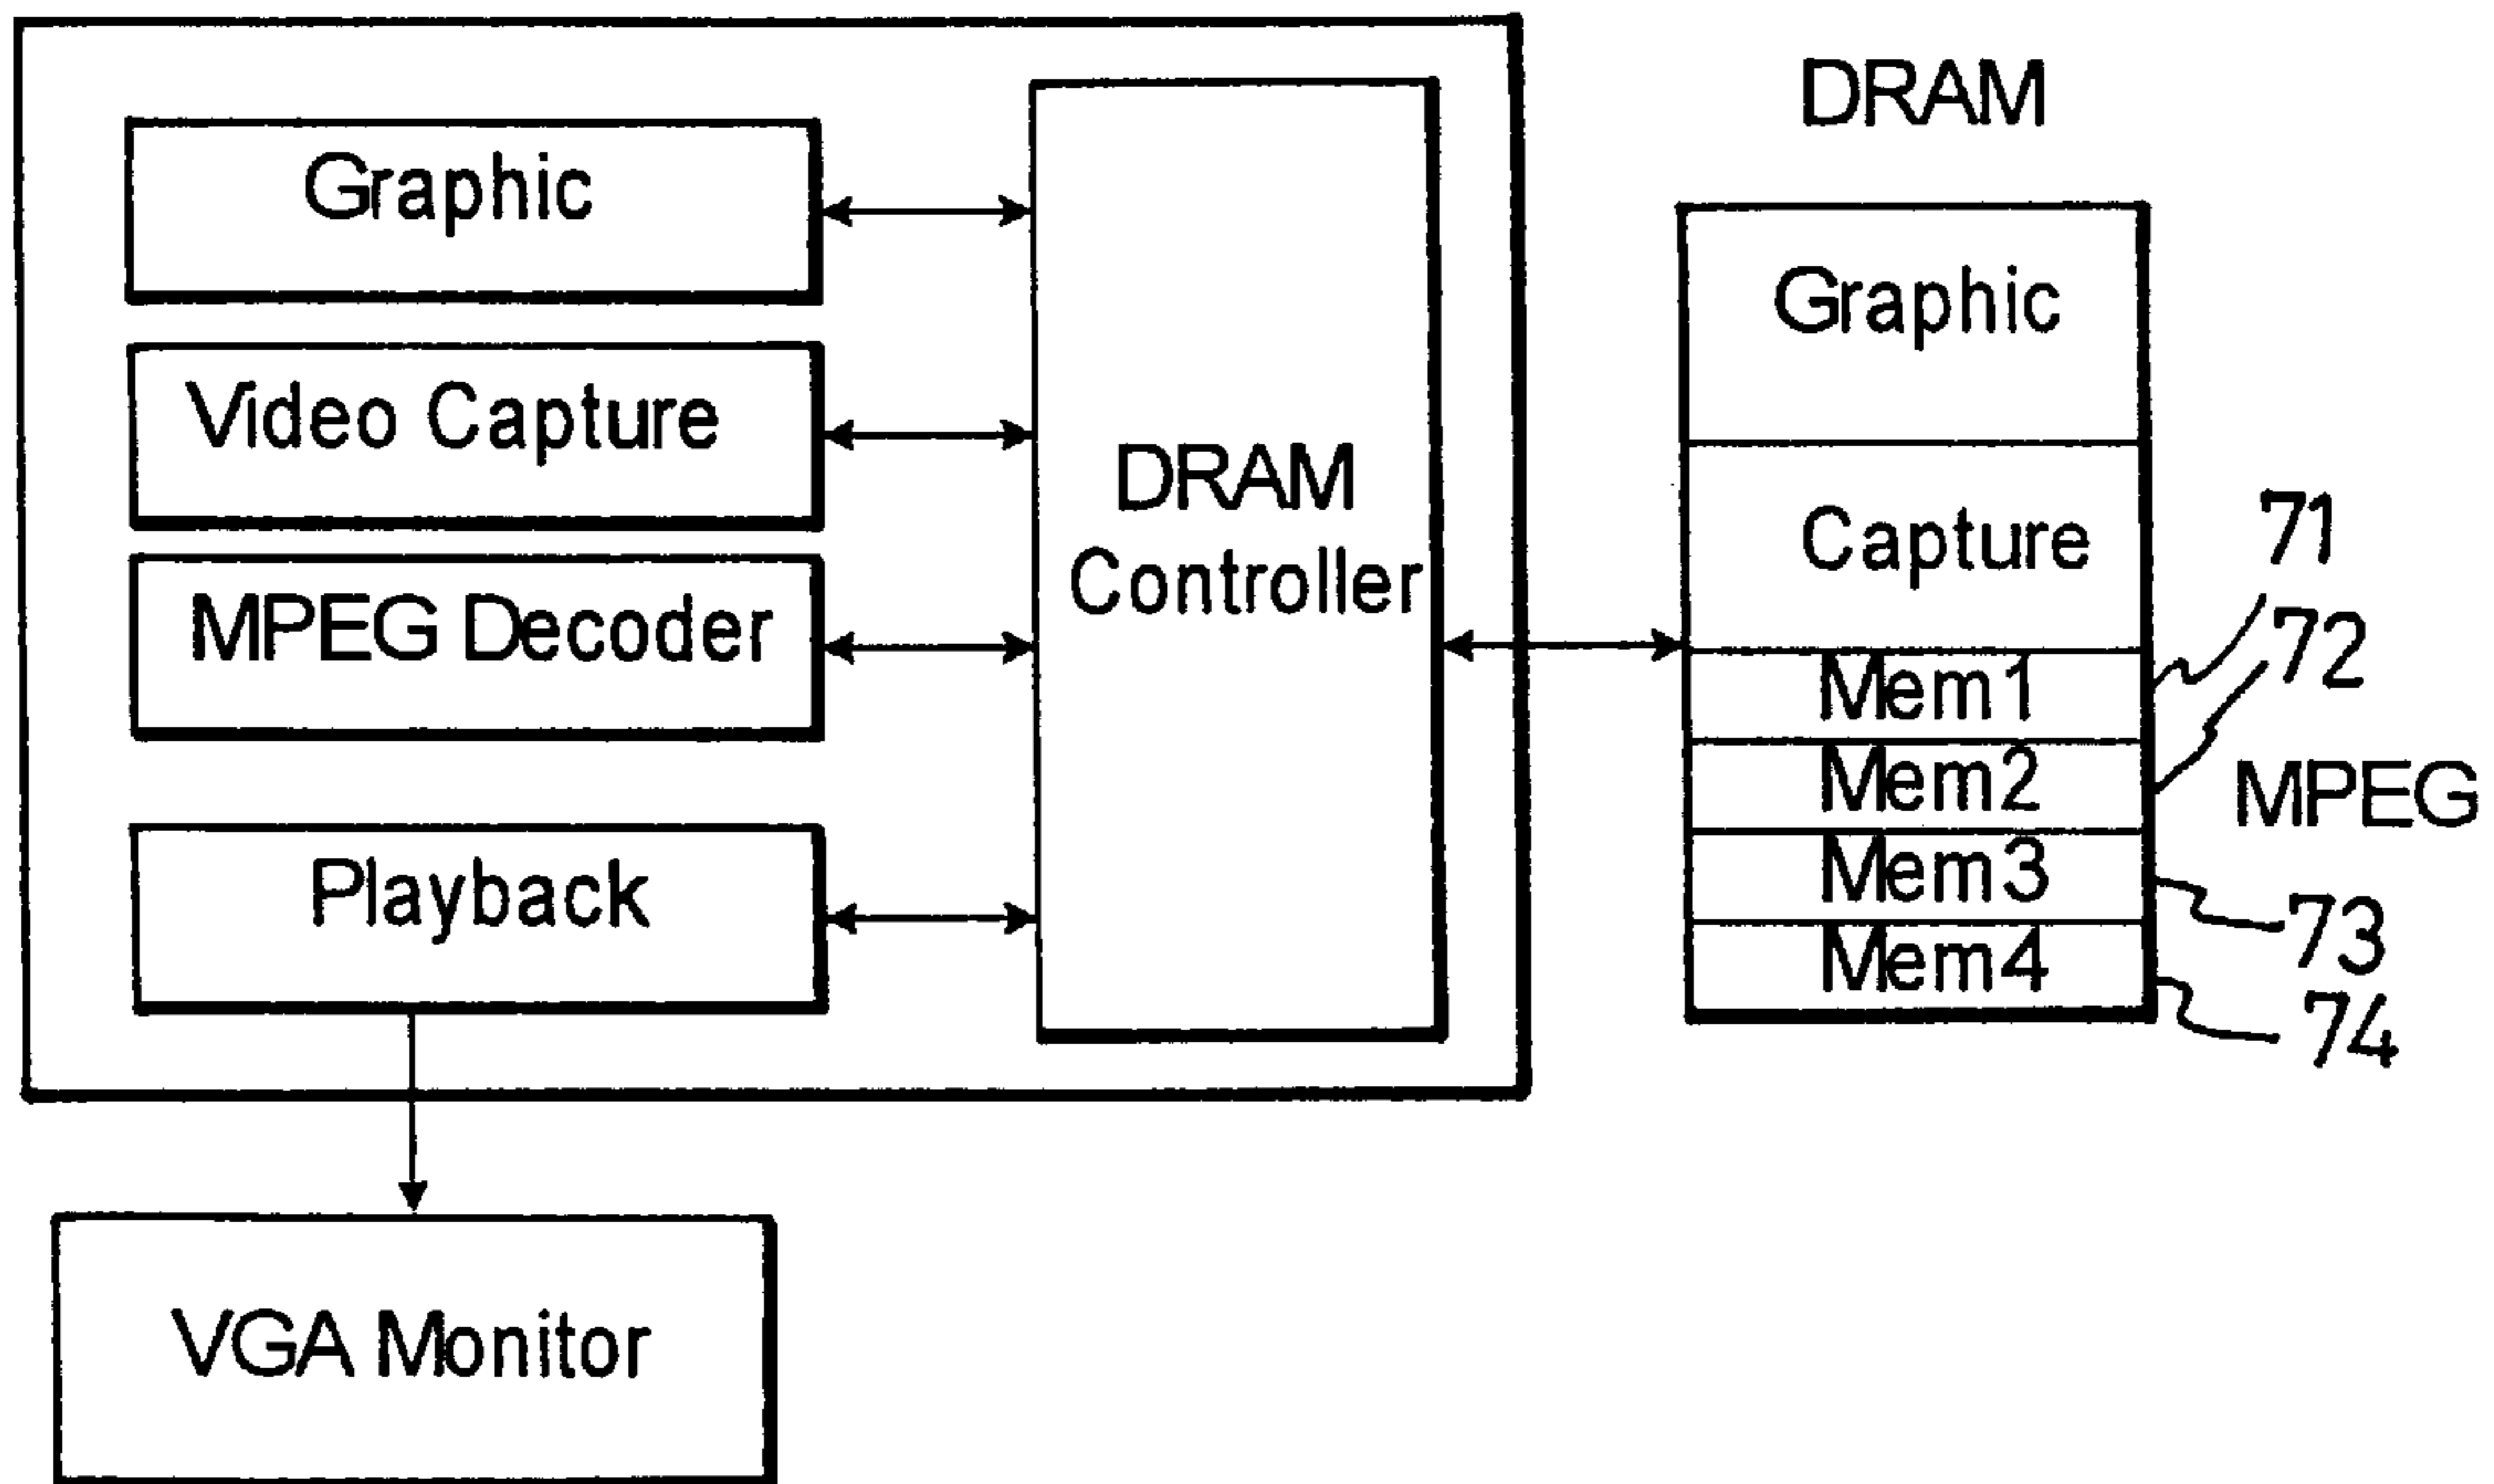 DRAM
Graphic
Video Capture
MPEG Decoder
Playback
DRAM
Controller
Graphic
Capture
Mem1
Mem2
Mem3
Mem4
71
72
MPEG
73
74
VGA Monitor